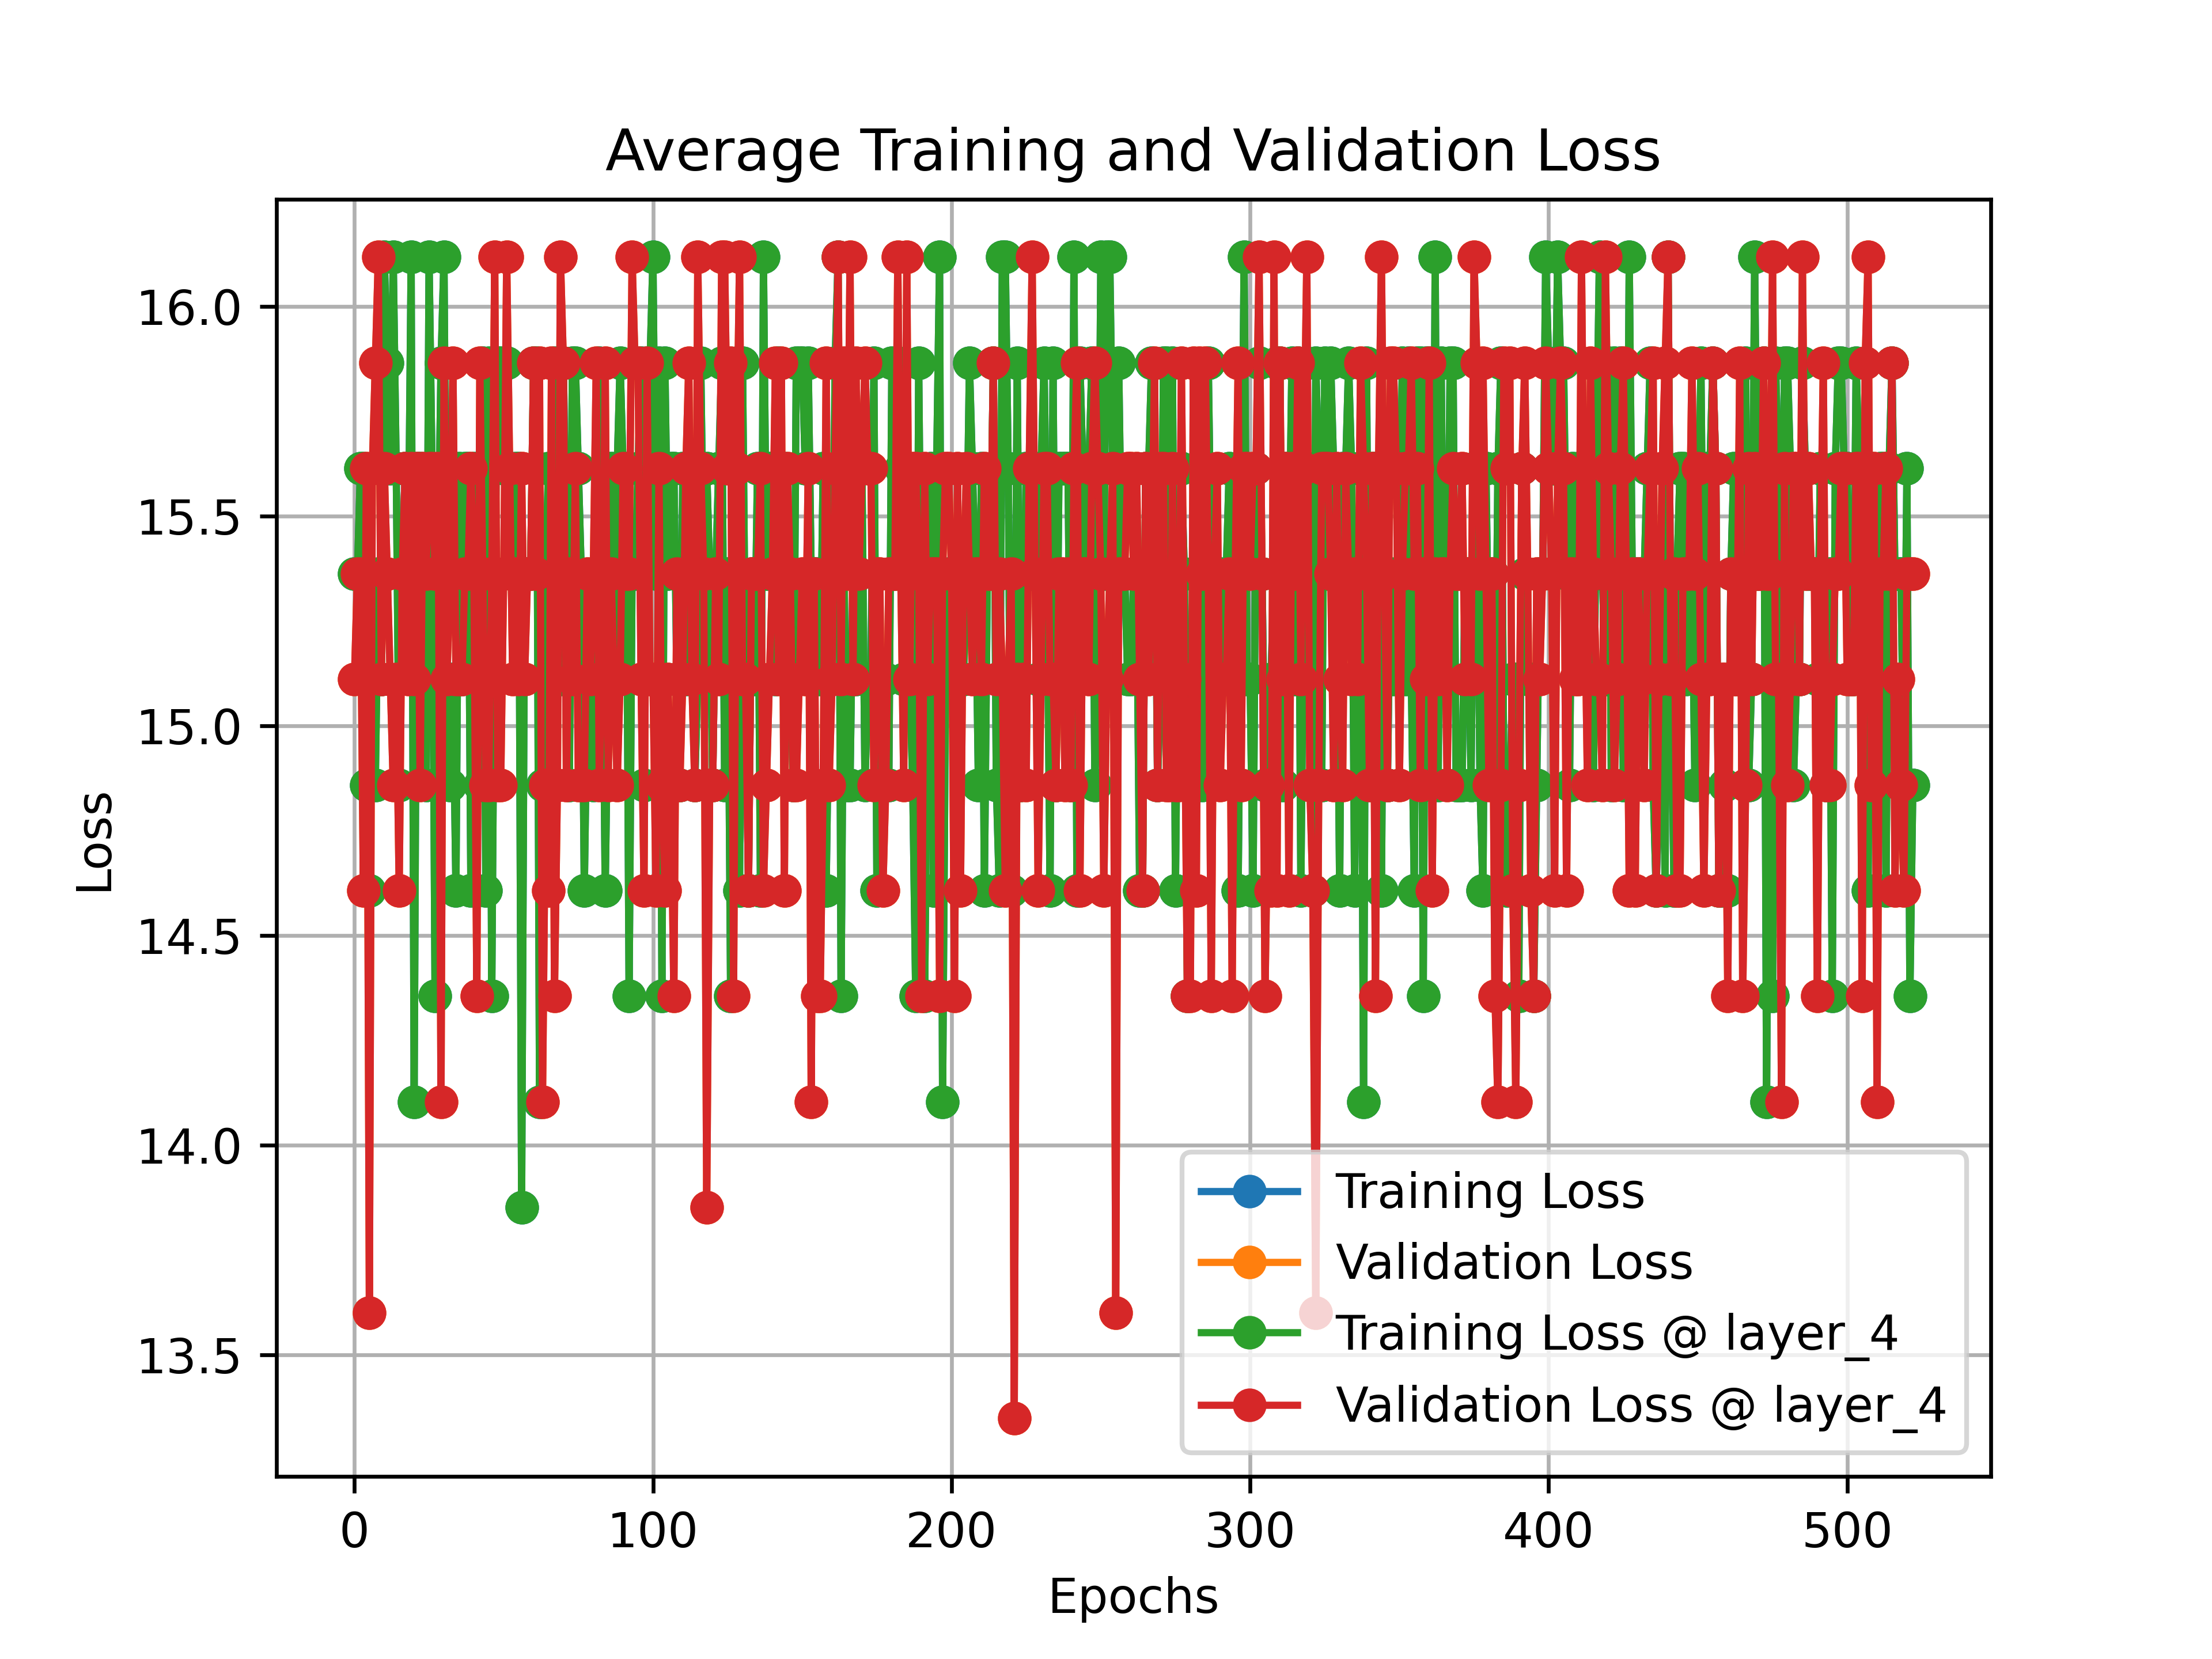 Average Training and Validation Loss
16.0
15.5
15.0
14.5
14.0
13.5
Loss
0 100 200 300 400 500
Epochs
Training Loss
Validation Loss
Training Loss @ layer_4
Validation Loss @ layer_4